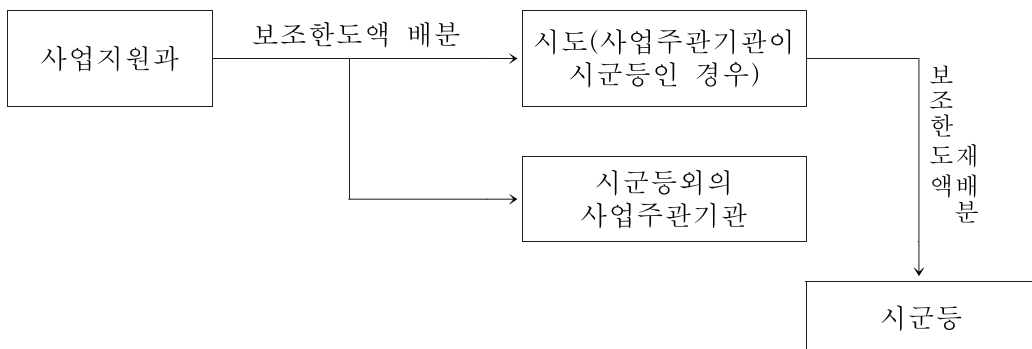 사업지원과
보조한도액 배분
시도(사업주관기관이
시군등인 경우)
보조한도액
재배분
시군등외의
사업주관기관
시군등